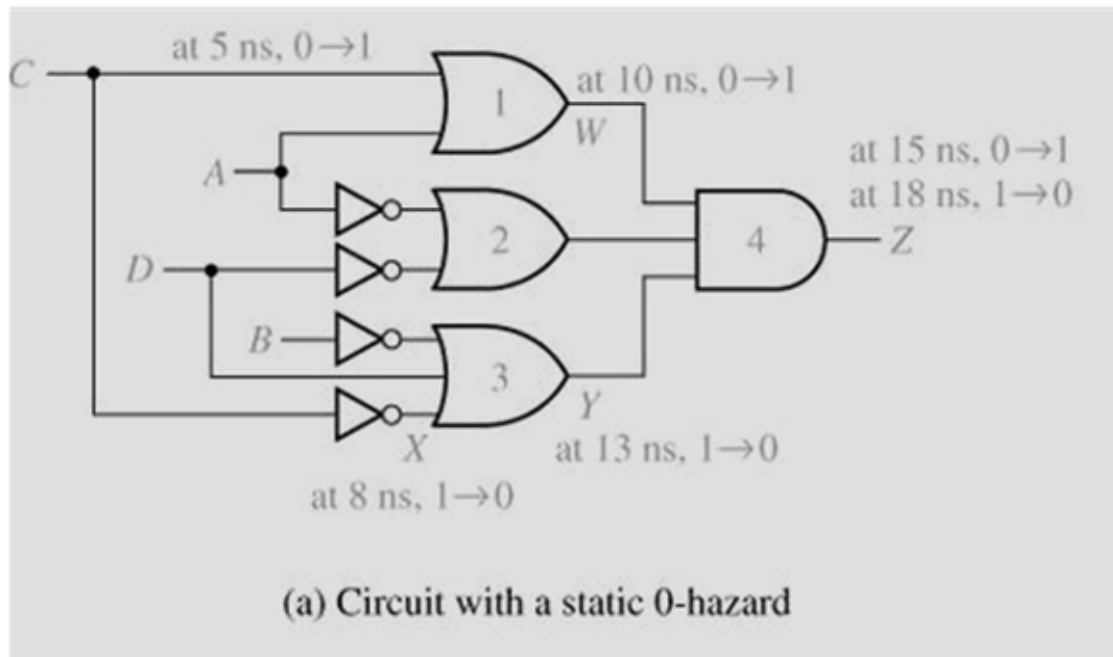 at 5 ns, 0→1
C
1
at 10 ns, 0→1
W
A
at 15 ns, 0→1
at 18 ns, 1→0
2
4
Z
D
B
3
Y
X
at 13 ns, 1→0
at 8 ns, 1→0
(a) Circuit with a static 0-hazard